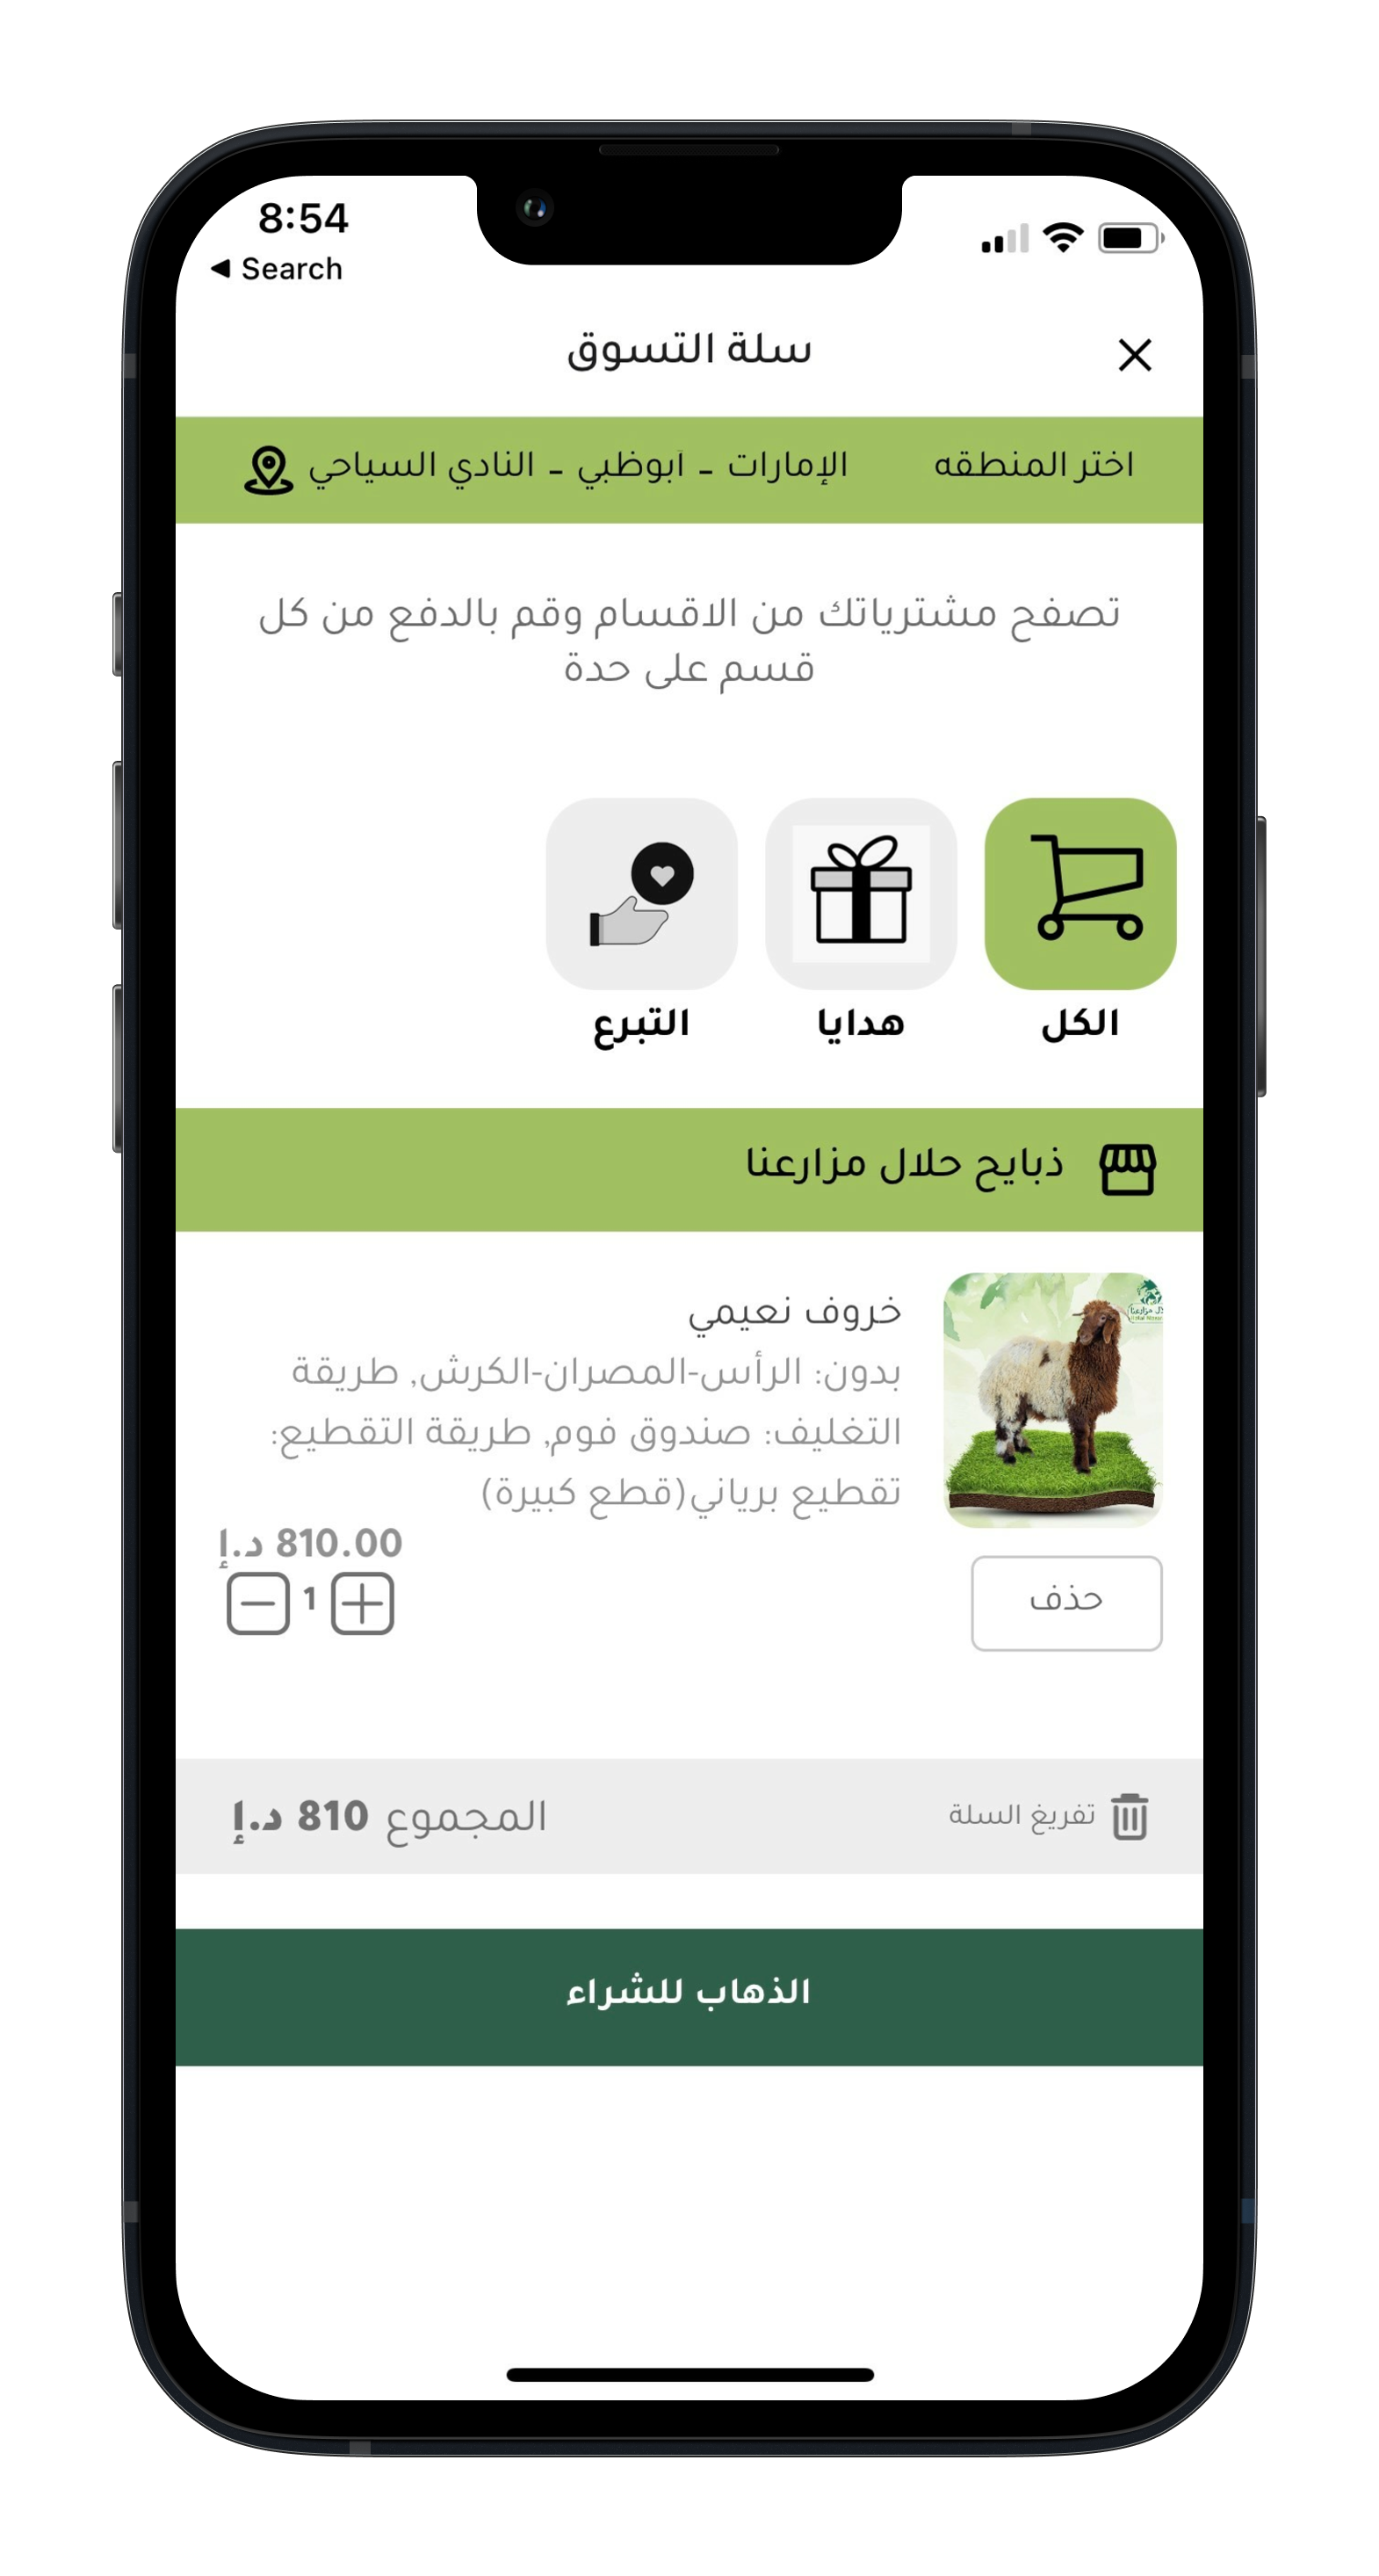 8:54
◀ Search
سلة التسوق
اختر المنطقه
الإمارات - أبوظبي - النادي السياحي
تصفح مشترياتك من الاقسام وقم بالدفع من كل
قسم على حدة
الكل
هدايا
التبرع
ذبايح حلال مزارعنا
خروف نعيمي
بدون: الرأس-المصران-الكرش, طريقة
التغليف: صندوق فوم, طريقة التقطيع:
تقطيع برياني(قطع كبيرة)
810.00 د.إ
1
حذف
تفريغ السلة
المجموع 810 د.إ
الذهاب للشراء